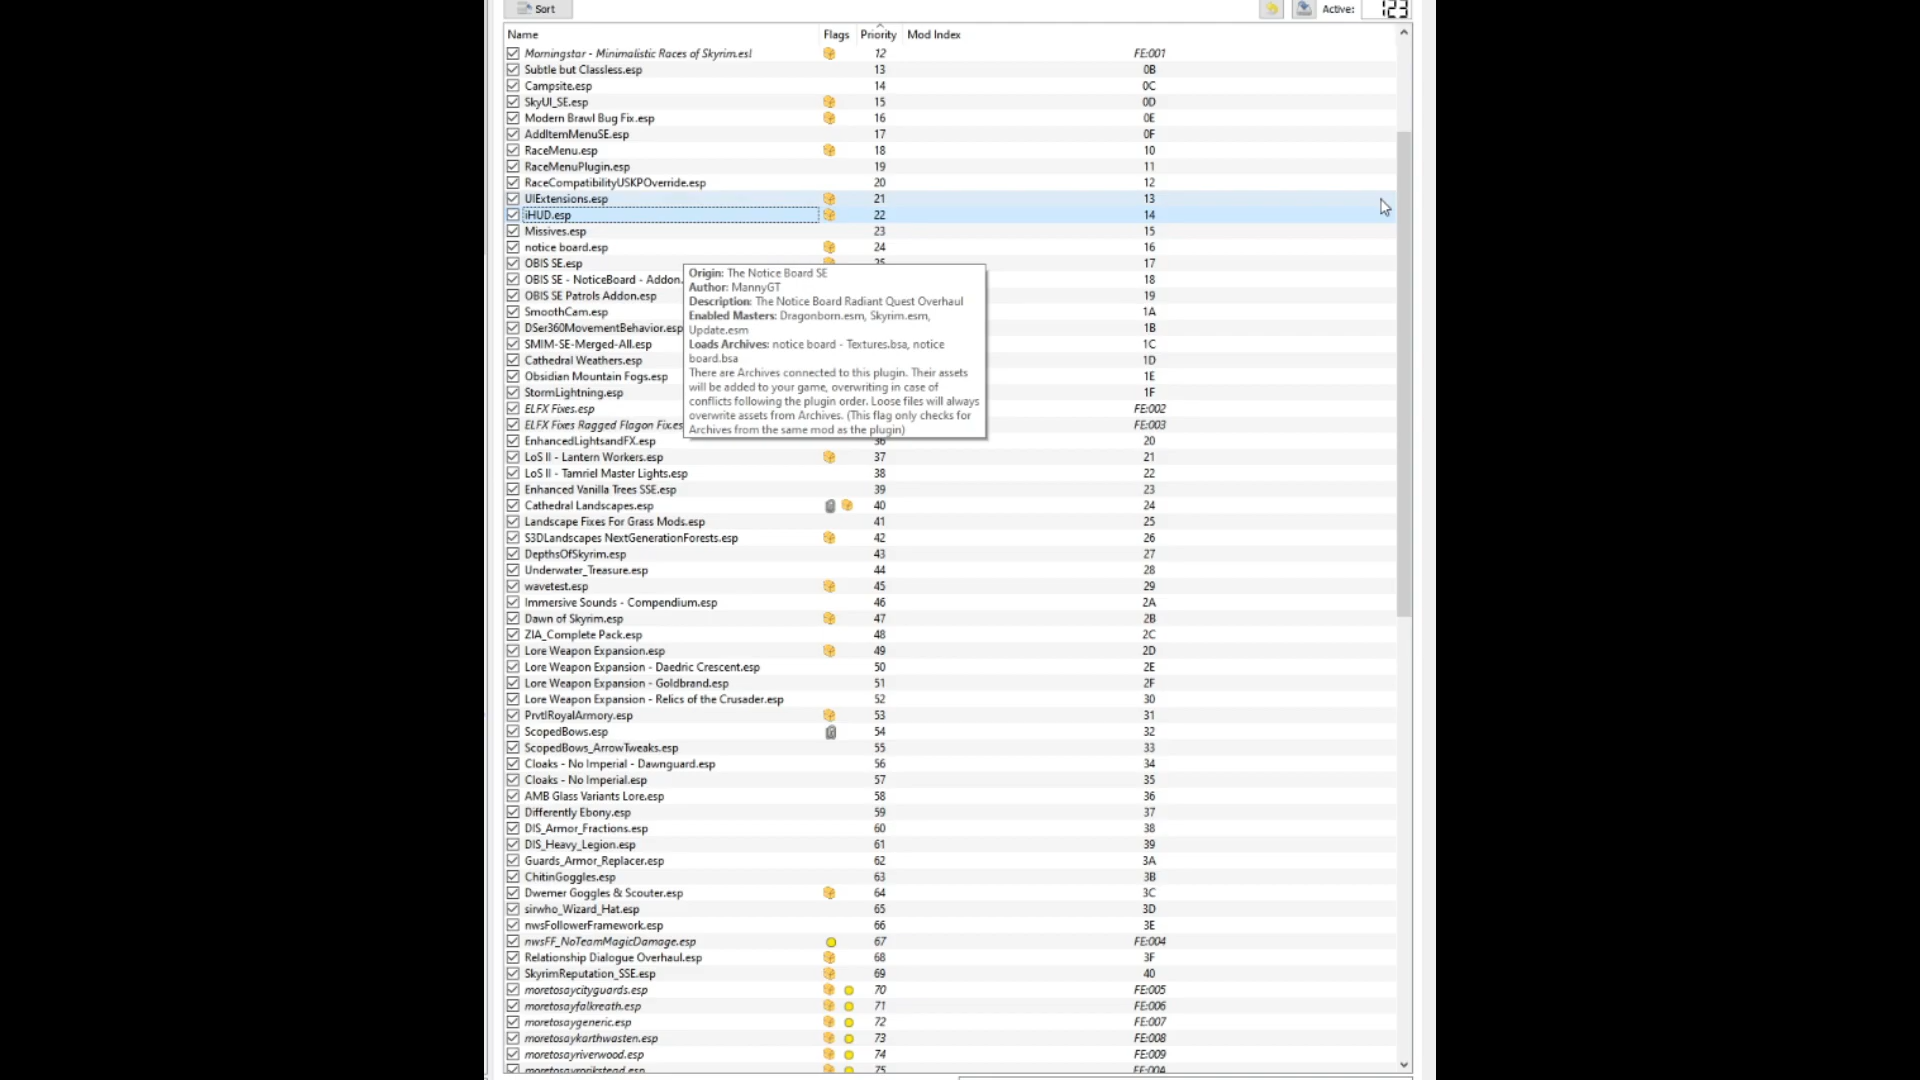 Sort Active: 123
Name Flags Priority Mod Index
Morningstar - Minimalistic Races of Skyrim.esl 12 FE:001
Subtle but Classless.esp 13 0B
Campsite.esp 14 0C
SkyUI_SE.esp 15 0D
Modern Brawl Bug Fix.esp 16 0E
AddItemMenuSE.esp 17 0F
RaceMenu.esp 18 10
RaceMenuPlugin.esp 19 11
RaceCompatibilityUSKPOverride.esp 20 12
UIExtensions.esp 21 13
iHUD.esp 22 14
Missives.esp 23 15
notice board.esp 24 16
OBIS SE.esp 25 17
OBIS SE - NoticeBoard - Addon. 18
OBIS SE Patrols Addon.esp 19
SmoothCam.esp 1A
DSer360MovementBehavior.esp 1B
SMIM-SE-Merged-All.esp 1C
Cathedral Weathers.esp 1D
Obsidian Mountain Fogs.esp 1E
StormLightning.esp 1F
ELFX Fixes.esp FE:002
ELFX Fixes Ragged Flagon Fix.es FE:003
Origin: The Notice Board SE
Author: MannyGT
Description: The Notice Board Radiant Quest Overhaul
Enabled Masters: Dragonborn.esm, Skyrim.esm,
Update.esm
Loads Archives: notice board - Textures.bsa, notice
board.bsa
There are Archives connected to this plugin. Their assets
will be added to your game, overwriting in case of
conflicts following the plugin order. Loose files will always
overwrite assets from Archives. (This flag only checks for
Archives from the same mod as the plugin)
EnhancedLightsandFX.esp 36 20
LoS II - Lantern Workers.esp 37 21
LoS II - Tamriel Master Lights.esp 38 22
Enhanced Vanilla Trees SSE.esp 39 23
Cathedral Landscapes.esp 40 24
Landscape Fixes For Grass Mods.esp 41 25
S3DLandscapes NextGenerationForests.esp 42 26
DepthsOfSkyrim.esp 43 27
Underwater_Treasure.esp 44 28
wavetest.esp 45 29
Immersive Sounds - Compendium.esp 46 2A
Dawn of Skyrim.esp 47 2B
ZIA_Complete Pack.esp 48 2C
Lore Weapon Expansion.esp 49 2D
Lore Weapon Expansion - Daedric Crescent.esp 50 2E
Lore Weapon Expansion - Goldbrand.esp 51 2F
Lore Weapon Expansion - Relics of the Crusader.esp 52 30
PrvtIRoyalArmory.esp 53 31
ScopedBows.esp 54 32
ScopedBows_ArrowTweaks.esp 55 33
Cloaks - No Imperial - Dawnguard.esp 56 34
Cloaks - No Imperial.esp 57 35
AMB Glass Variants Lore.esp 58 36
Differently Ebony.esp 59 37
DIS_Armor_Fractions.esp 60 38
DIS_Heavy_Legion.esp 61 39
Guards_Armor_Replacer.esp 62 3A
ChitinGoggles.esp 63 3B
Dwemer Goggles & Scouter.esp 64 3C
sirwho_Wizard_Hat.esp 65 3D
nwsFollowerFramework.esp 66 3E
nwsFF_NoTeamMagicDamage.esp 67 FE:004
Relationship Dialogue Overhaul.esp 68 3F
SkyrimReputation_SSE.esp 69 40
moretosaycityguards.esp 70 FE:005
moretosayfalkreath.esp 71 FE:006
moretosaygeneric.esp 72 FE:007
moretosaykarthwasten.esp 73 FE:008
moretosayriverwood.esp 74 FE:009
moretosayrorikstead.esp 75 FE:00A